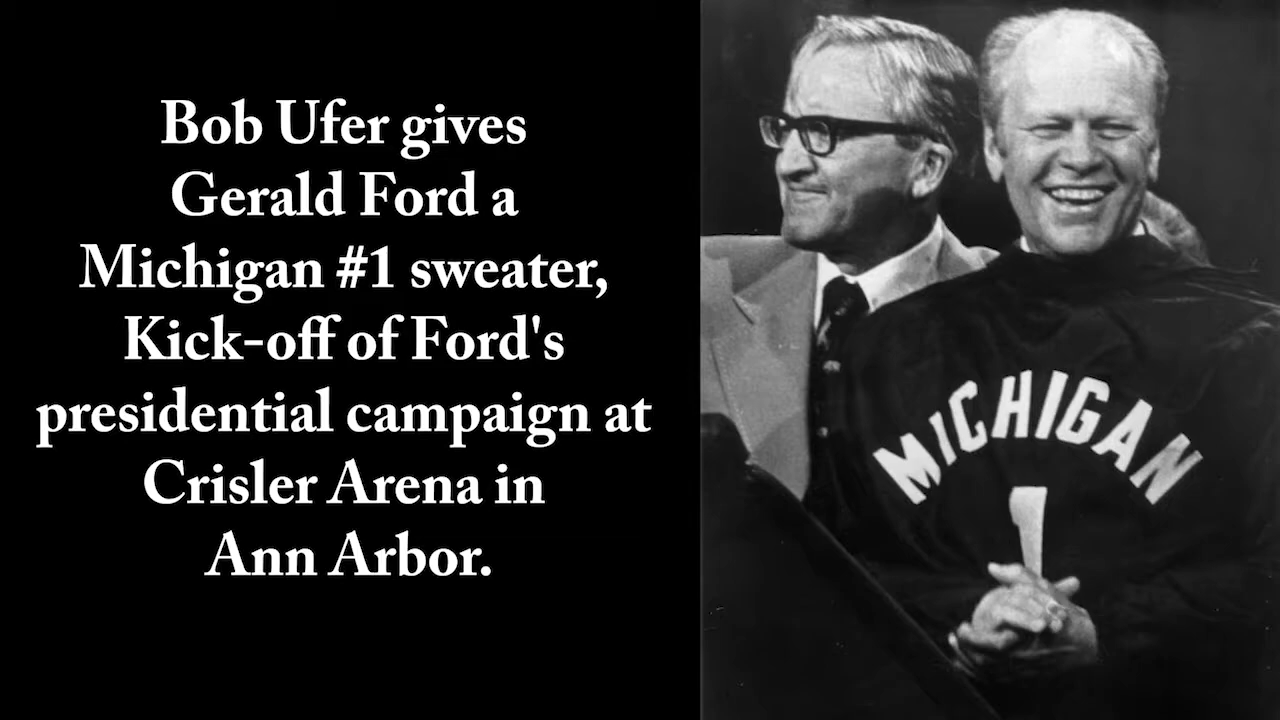 Bob Ufer gives
Gerald Ford a
Michigan #1 sweater,
Kick-off of Ford's
presidential campaign at
Crisler Arena in
Ann Arbor.
MICHIGAN
1